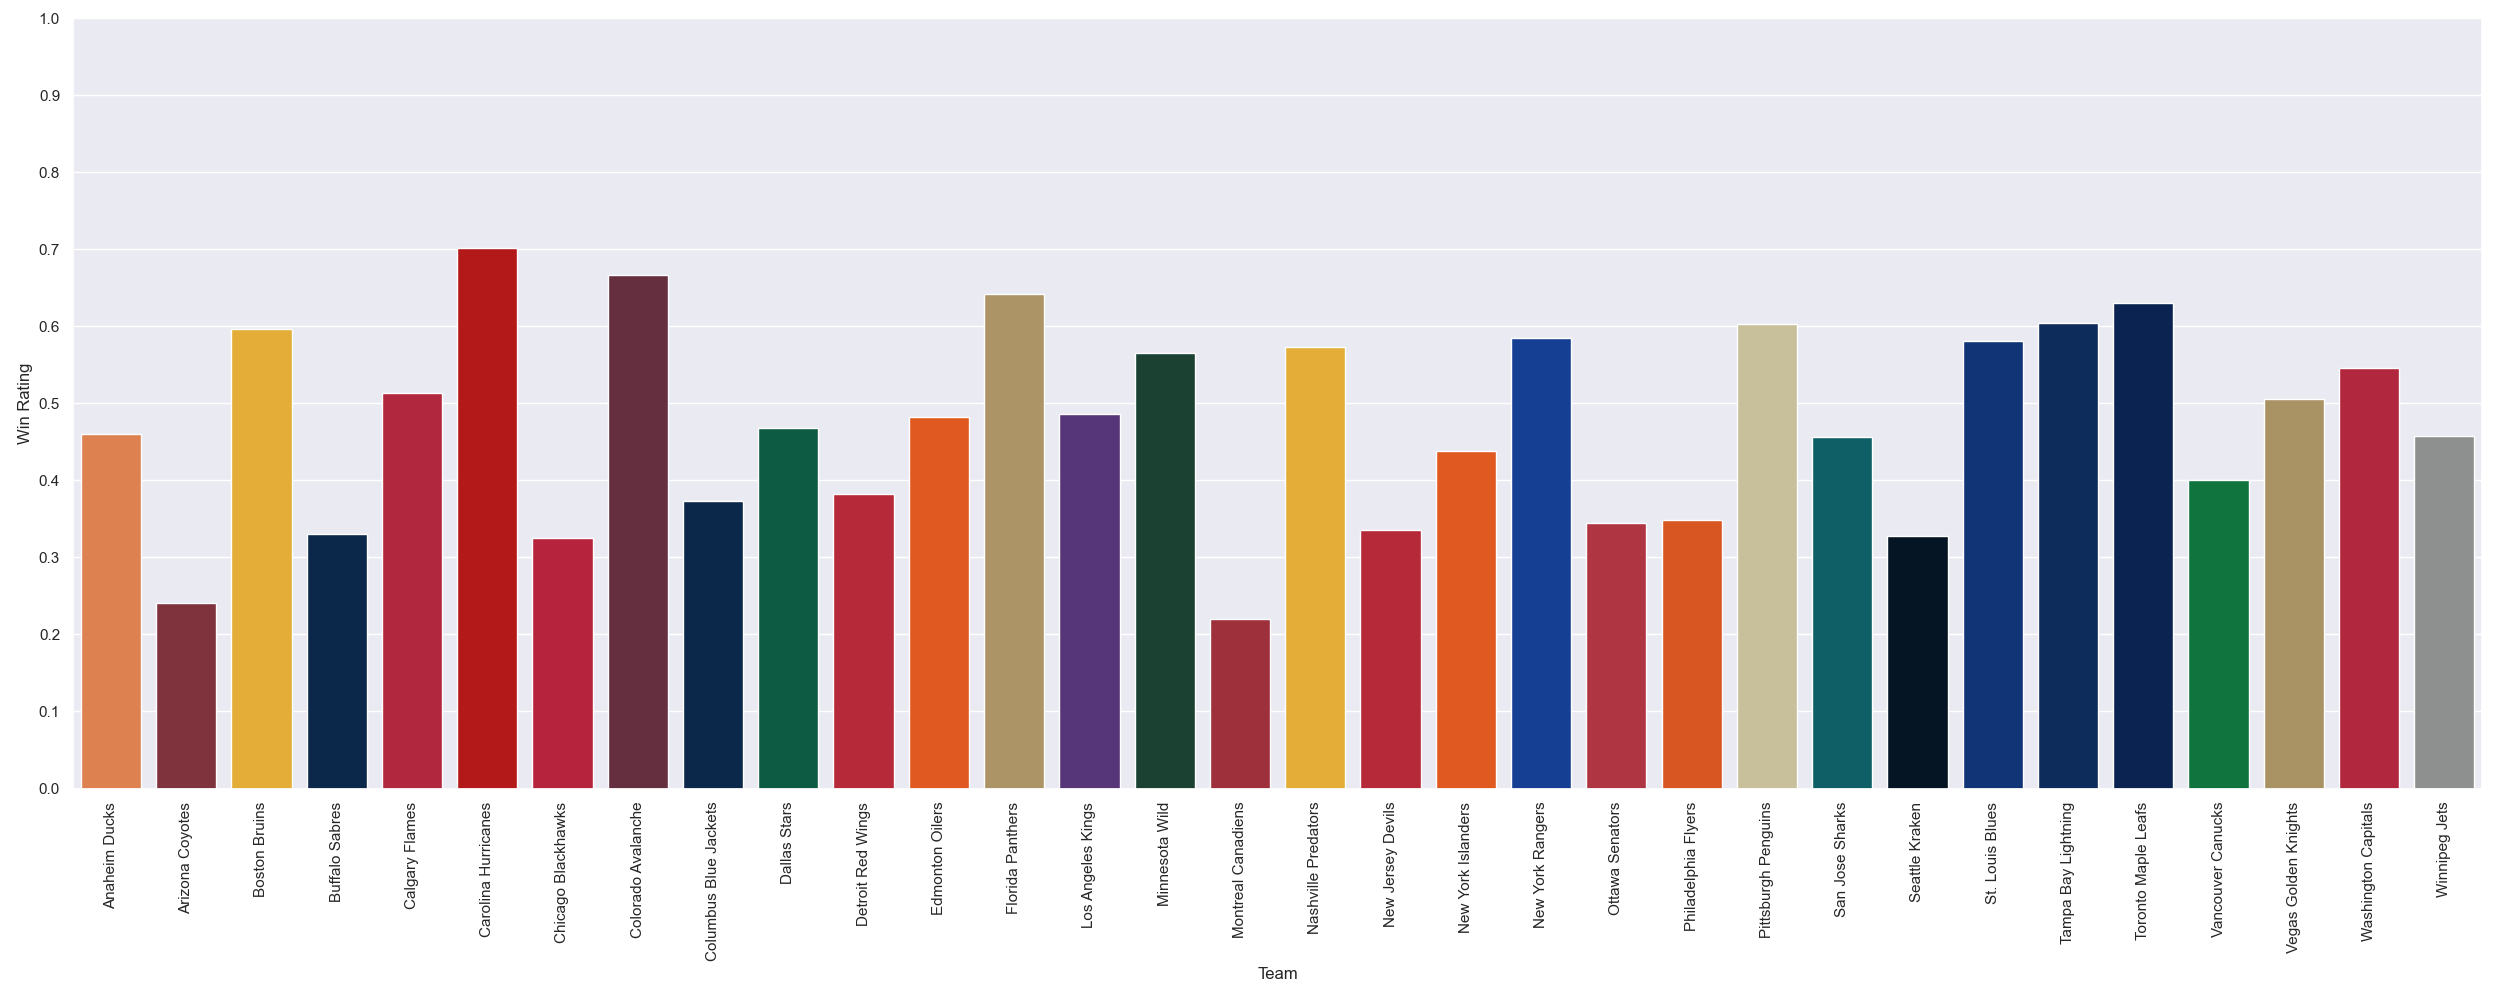 1.0
0.9
0.8
0.7
0.6
0.5
0.4
0.3
0.2
0.1
0.0
Win Rating
Anaheim Ducks
Arizona Coyotes
Boston Bruins
Buffalo Sabres
Calgary Flames
Carolina Hurricanes
Chicago Blackhawks
Colorado Avalanche
Columbus Blue Jackets
Dallas Stars
Detroit Red Wings
Edmonton Oilers
Florida Panthers
Los Angeles Kings
Minnesota Wild
Montreal Canadiens
Nashville Predators
New Jersey Devils
New York Islanders
New York Rangers
Ottawa Senators
Philadelphia Flyers
Pittsburgh Penguins
San Jose Sharks
Seattle Kraken
St. Louis Blues
Tampa Bay Lightning
Toronto Maple Leafs
Vancouver Canucks
Vegas Golden Knights
Washington Capitals
Winnipeg Jets
Team